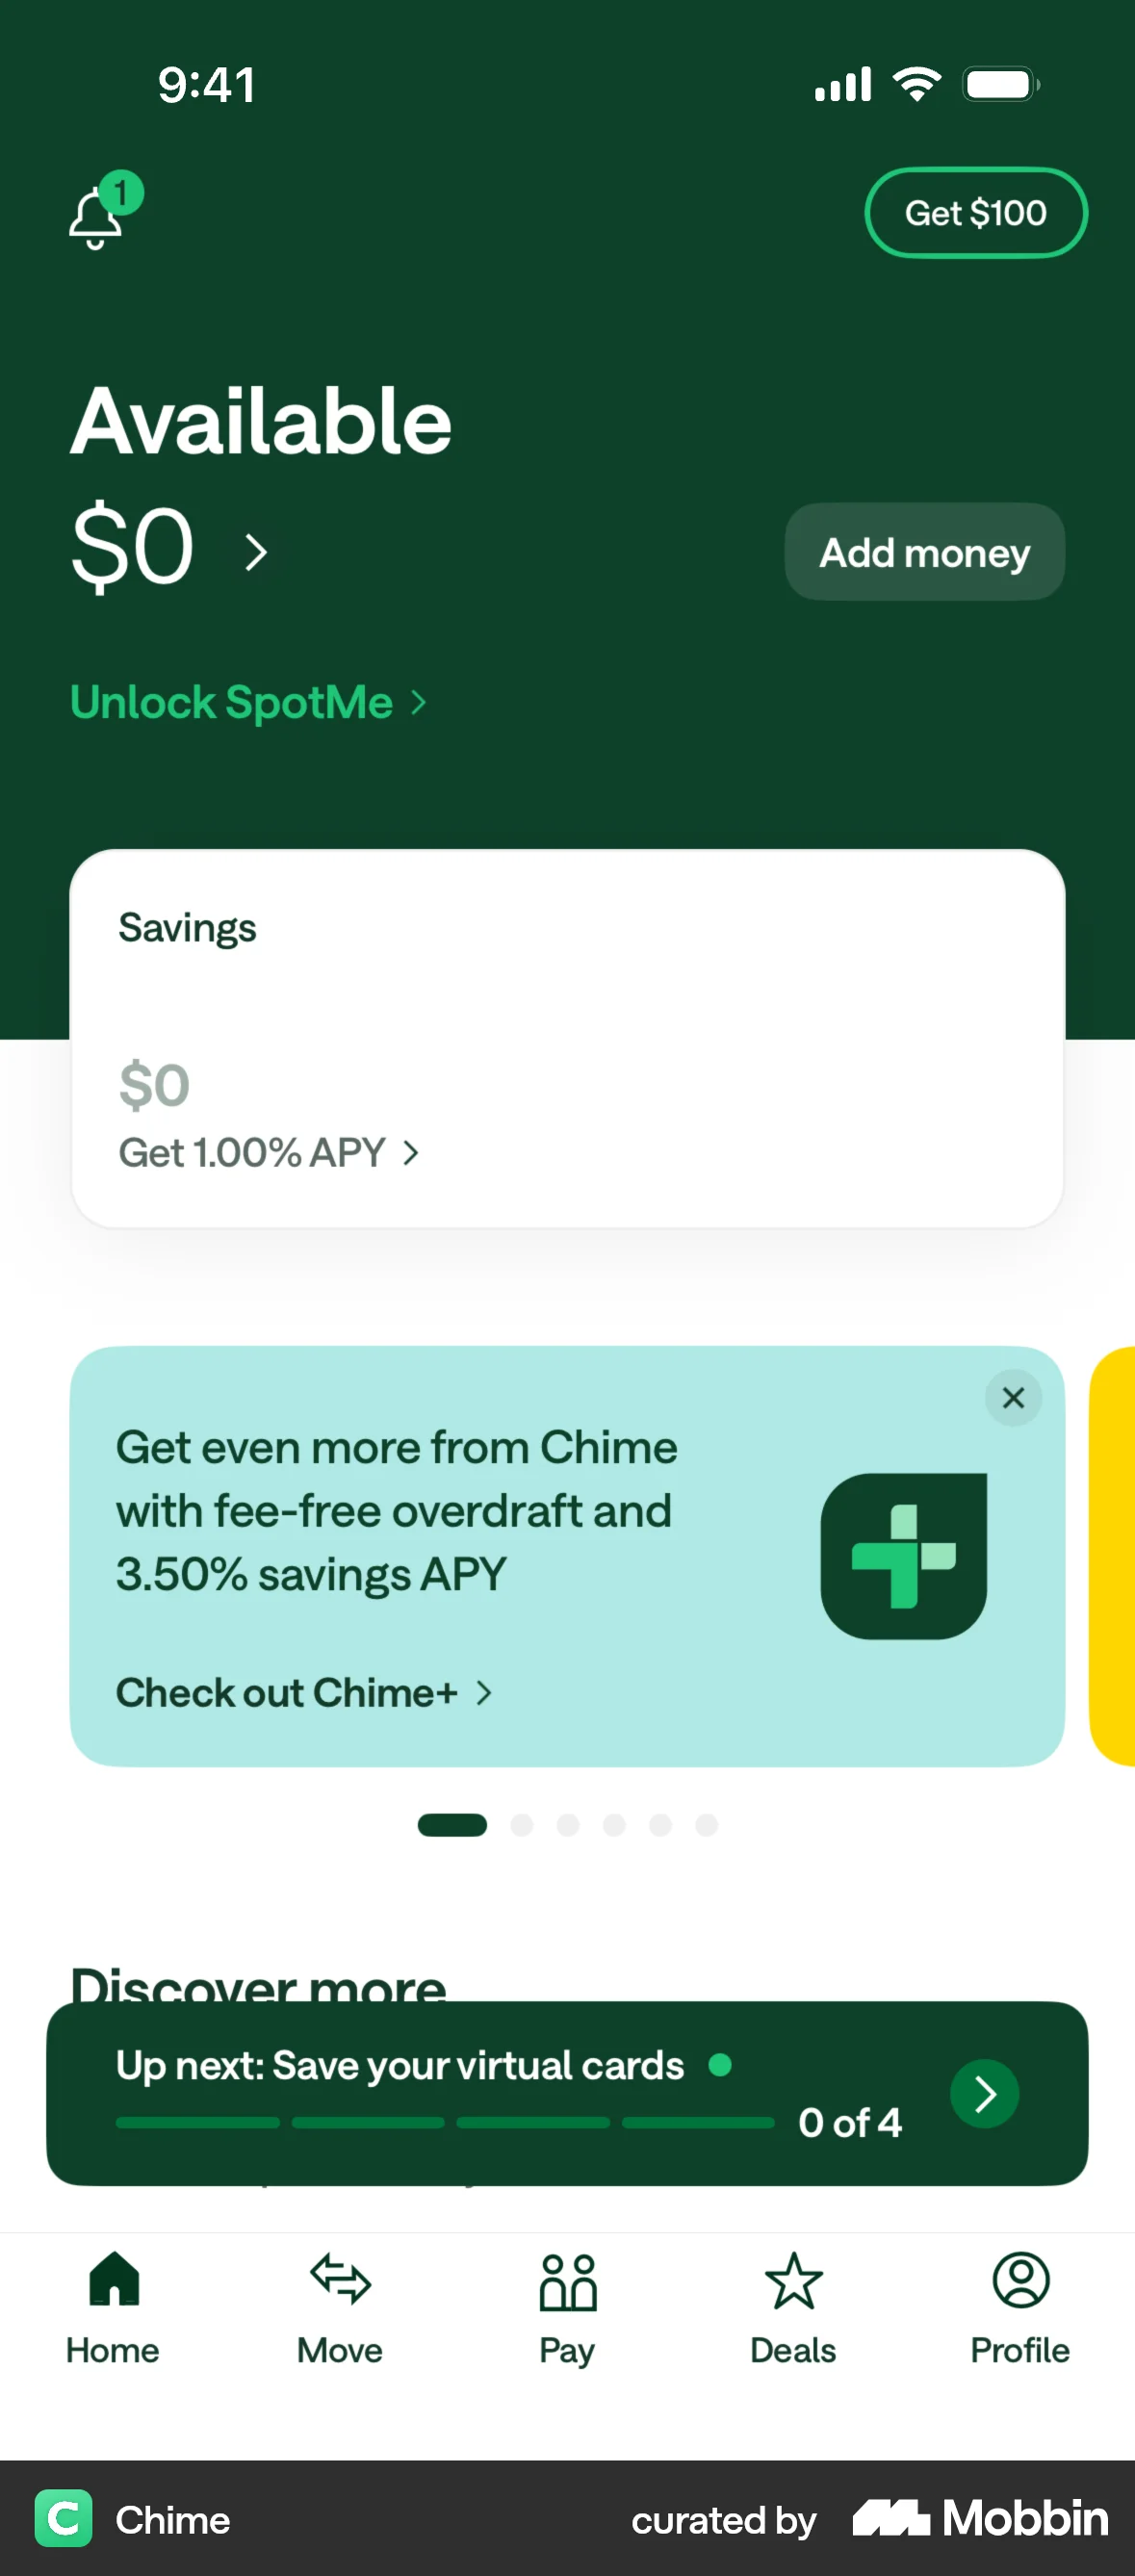 9:41
1
Get $100
Available
$0
Add money
Unlock SpotMe
Savings
$0
Get 1.00% APY
Get even more from Chime
with fee-free overdraft and
3.50% savings APY
Check out Chime+
Discover more
Up next: Save your virtual cards
0 of 4
Home
Move
Pay
Deals
Profile
C
Chime
curated by
Mobbin